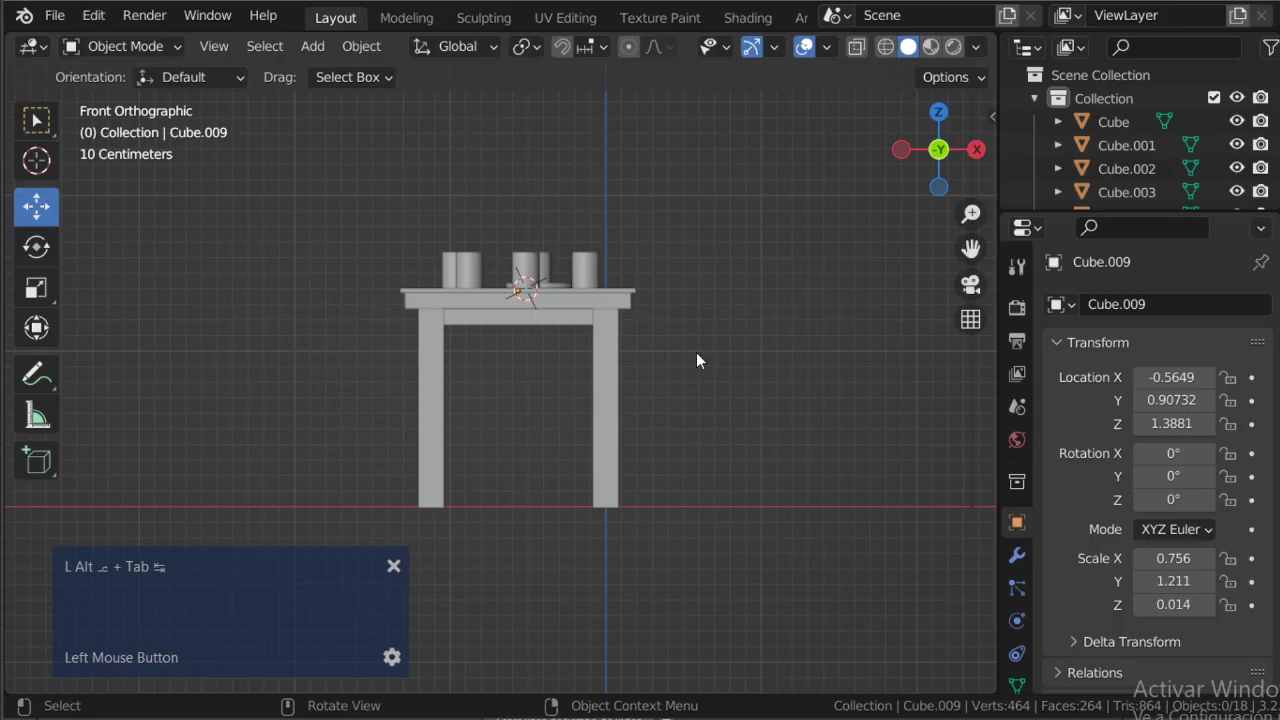 File Edit Render Window Help Layout Modeling Sculpting UV Editing Texture Paint Shading Scene ViewLayer
Object Mode View Select Add Object Global
Orientation: Default Drag: Select Box Options
Front Orthographic
(0) Collection | Cube.009
10 Centimeters
Z
-Y
X
L Alt + Tab
Left Mouse Button
Scene Collection
Collection
Cube
Cube.001
Cube.002
Cube.003
Cube.009
Cube.009
Transform
Location X -0.5649
Y 0.90732
Z 1.3881
Rotation X 0°
Y 0°
Z 0°
Mode XYZ Euler
Scale X 0.756
Y 1.211
Z 0.014
Delta Transform
Relations
Activar Windo
Select Rotate View Object Context Menu Collection | Cube.009 | Verts:464 | Faces:264 | Tris:864 | Objects:0/18 | 3.2